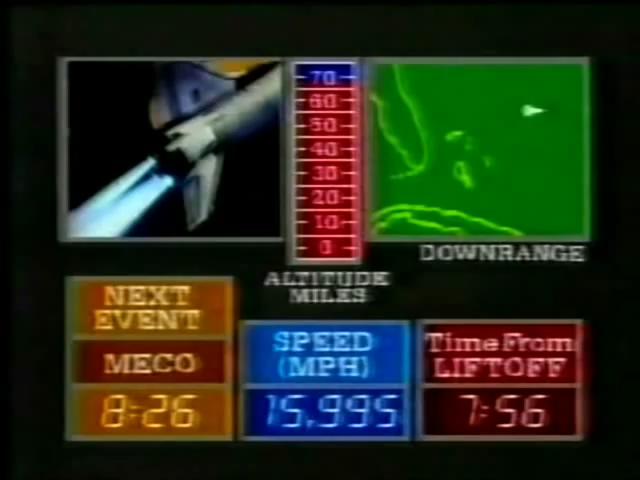 70
60
50
40
30
20
10
0
DOWNRANGE
ALTITUDE
MILES
NEXT
EVENT
MECO
8:26
SPEED
(MPH)
15,995
Time From
LIFTOFF
7:56